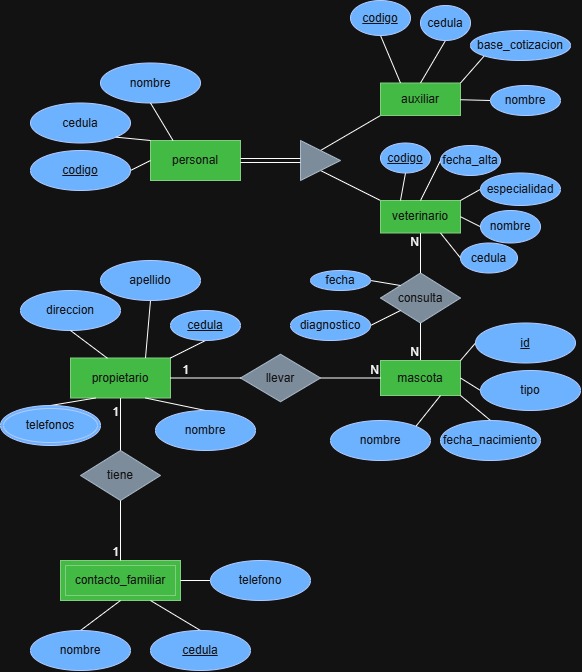 codigo
cedula
base_cotizacion
nombre
auxiliar
nombre
cedula
codigo
personal
codigo
fecha_alta
especialidad
nombre
veterinario
cedula
N
fecha
consulta
diagnostico
N
apellido
direccion
cedula
propietario
1
llevar
N
mascota
id
tipo
nombre
fecha_nacimiento
telefonos
1
nombre
tiene
1
contacto_familiar
telefono
nombre
cedula